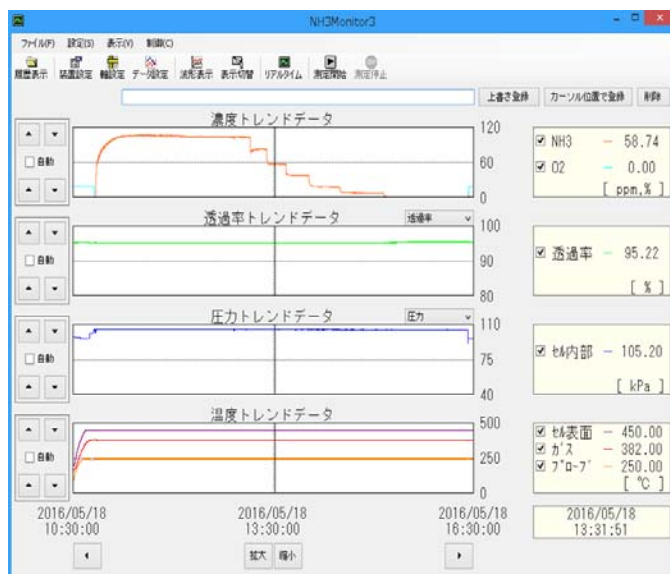 NH3Monitor3
ファイル(F) 設定(S) 表示(V) 制御(C)
履歴表示 装置設定 軸設定 データ設定 波形表示 表示切替 リアルタイム 測定開始 測定停止
上書き登録 カーソル位置で登録 削除
濃度トレンドデータ
自動
120
60
0
NH3 58.74
O2 0.00
[ ppm,% ]
透過率トレンドデータ 透過率
自動
100
90
80
透過率 95.22
[ % ]
圧力トレンドデータ 圧力
自動
110
75
40
セル内部 105.20
[ kPa ]
温度トレンドデータ
自動
500
250
0
セル表面 450.00
ガス 382.00
プローブ 250.00
[ ℃ ]
2016/05/18 2016/05/18 2016/05/18 2016/05/18
10:30:00 13:30:00 16:30:00 13:31:51
拡大 縮小